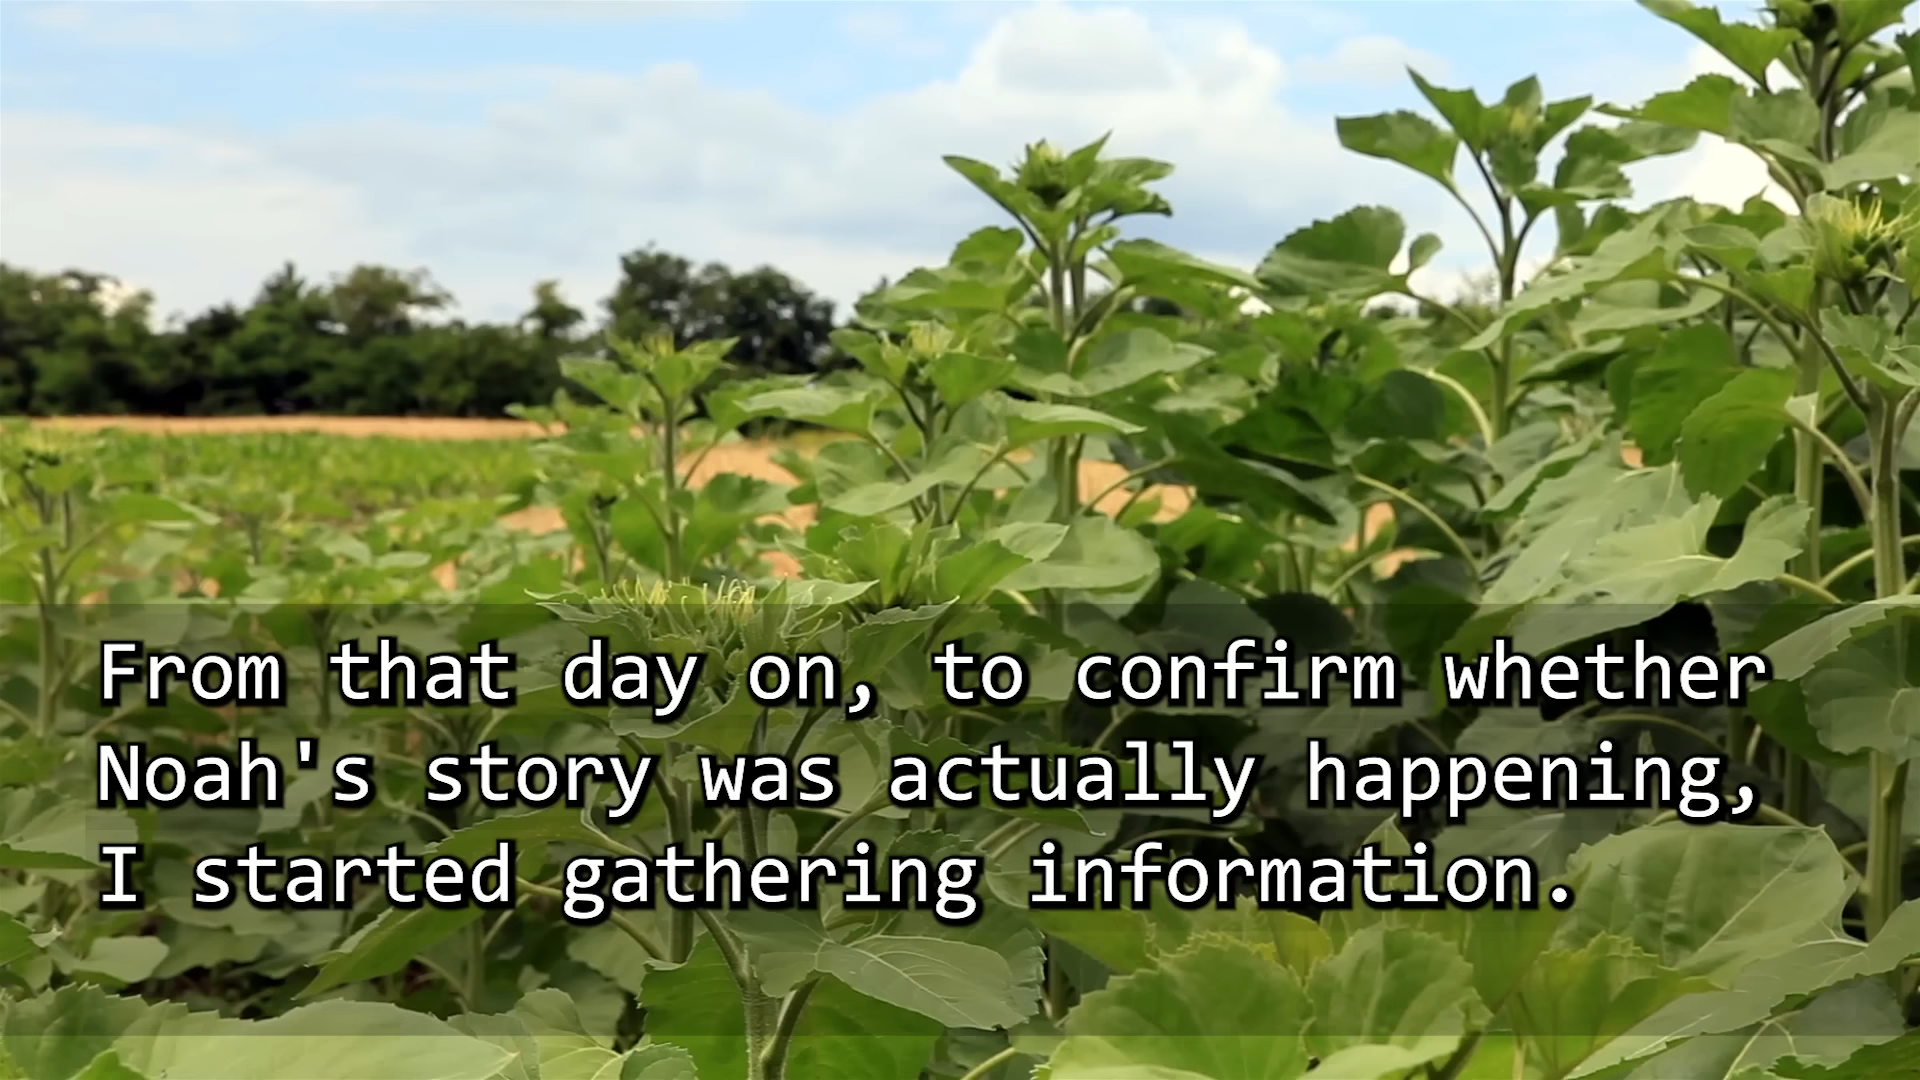 From that day on, to confirm whether
Noah's story was actually happening,
I started gathering information.